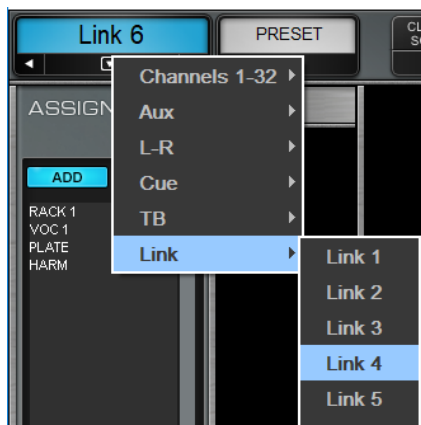 Link 6
PRESET
Channels 1-32
ASSIGN
Aux
L-R
ADD
Cue
RACK 1
VOC 1
TB
PLATE
HARM
Link
Link 1
Link 2
Link 3
Link 4
Link 5